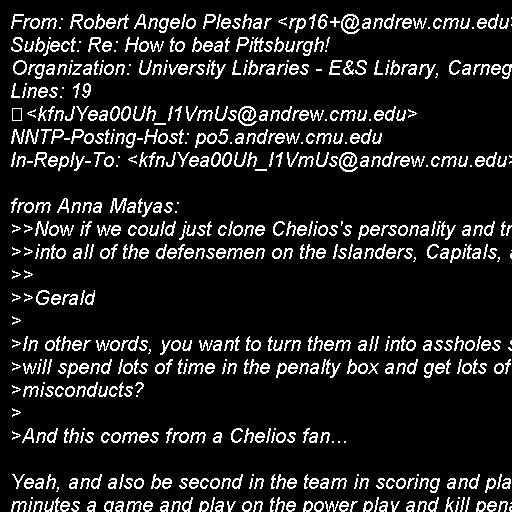 From: Robert Angelo Pleshar <rp16+@andrew.cmu.edu
Subject: Re: How to beat Pittsburgh!
Organization: University Libraries - E&S Library,
Lines: 19
<kfnJYea00Uh_I1VmUs@andrew.cmu.edu>
NNTP-Posting-Host: po5.andrew.cmu.edu
In-Reply-To: <kfnJYea00Uh_I1VmUs@andrew.cmu.edu>

from Anna Matyas:
>>Now if we could just clone Chelios's personality and
>>into all of the defensemen on the Islanders, Capitals,
>>
>>Gerald
>
>In other words, you want to turn them all into assholes
>will spend lots of time in the penalty box and get lots of
>misconducts?
>
>And this comes from a Chelios fan...

Yeah, and also be second in the team in scoring and
minutes a game and play on the power play and kill